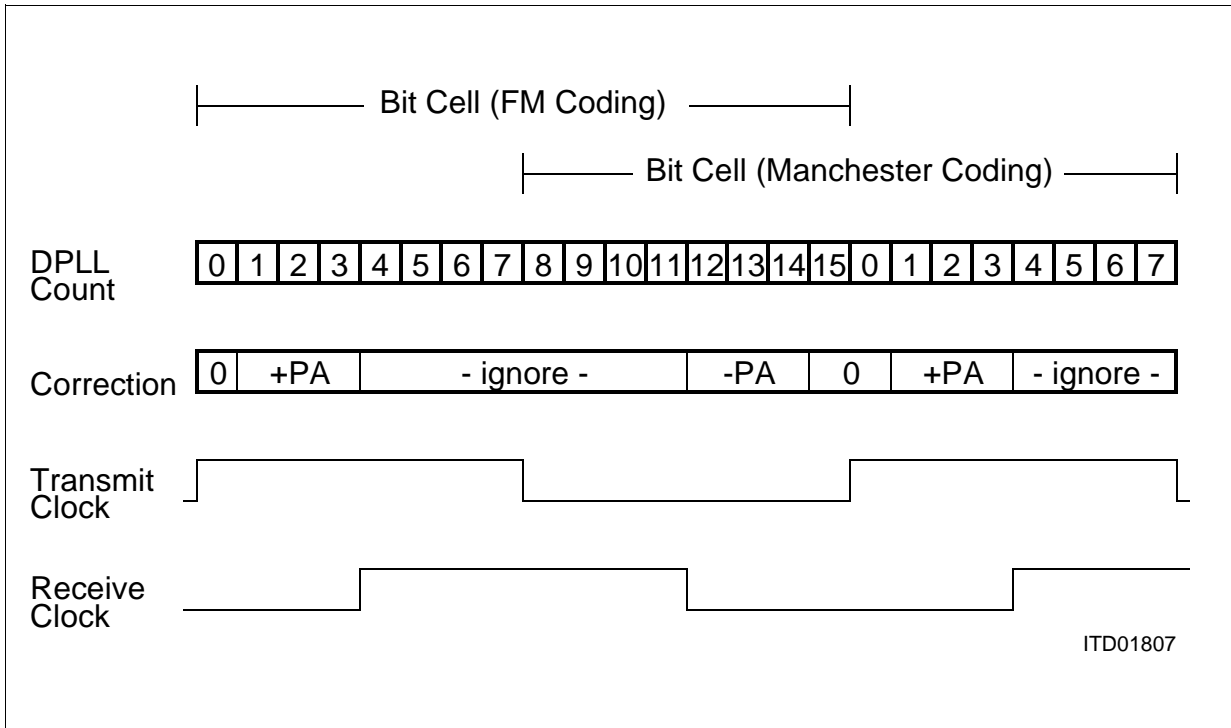 Bit Cell (FM Coding)
Bit Cell (Manchester Coding)
DPLL Count 0 1 2 3 4 5 6 7 8 9 10 11 12 13 14 15 0 1 2 3 4 5 6 7
Correction 0 +PA - ignore - -PA 0 +PA - ignore -
Transmit
Clock
Receive
Clock
ITD01807